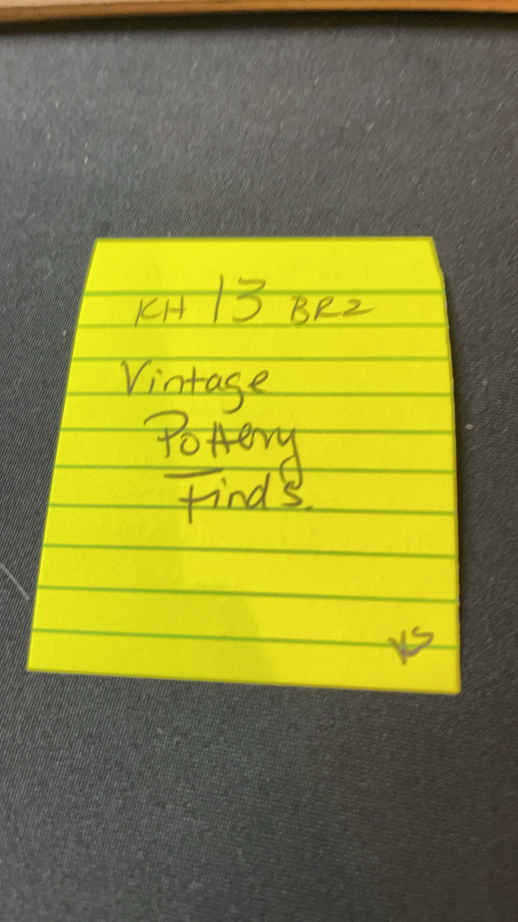 KH 13 BR2
Vintage
Pottery
Finds.
KS